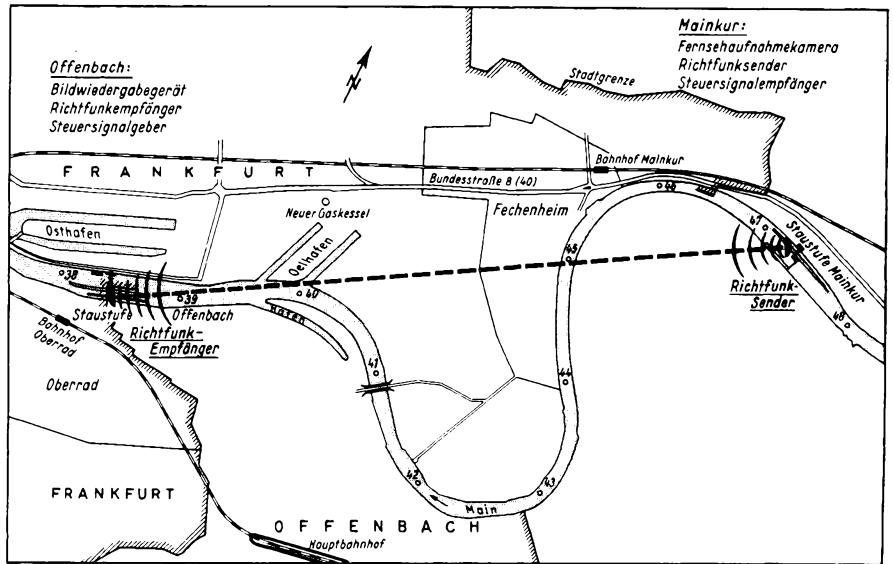 Offenbach:
Bildwiedergabegerät
Richtfunkempfänger
Steuersignalgeber
N
Mainkur:
Fernsehaufnahmekamera
Richtfunksender
Steuersignalempfänger
Stadtgrenze
FRANKFURT
Bahnhof Mainkur
Bundesstraße 8 (40)
Neuer Gaskessel
Fechenheim
Osthafen
Oelhafen
Hafen
Staustufe Mainkur
38
39
40
41
42
43
44
45
46
47
48
Staustufe Offenbach
Richtfunk-
Empfänger
Richtfunk-
Sender
Bahnhof
Oberrad
Oberrad
FRANKFURT
Main
OFFENBACH
Hauptbahnhof